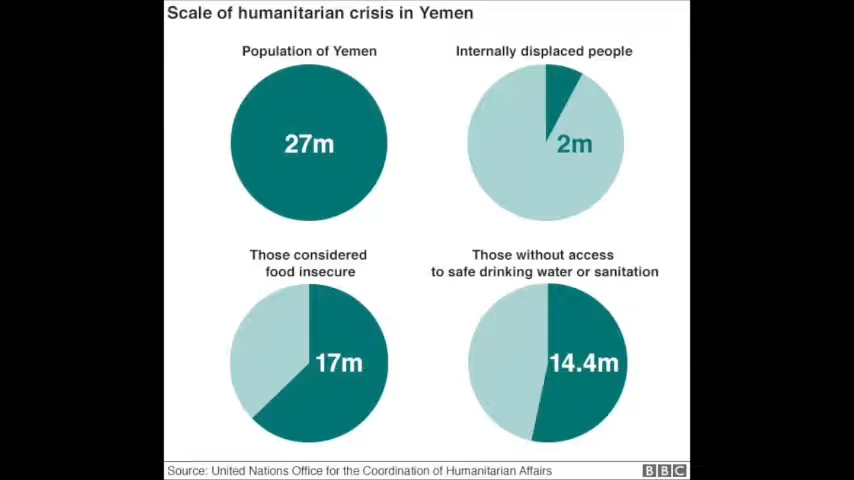 Scale of humanitarian crisis in Yemen
Population of Yemen
27m
Internally displaced people
2m
Those considered
food insecure
17m
Those without access
to safe drinking water or sanitation
14.4m
Source: United Nations Office for the Coordination of Humanitarian Affairs
BBC